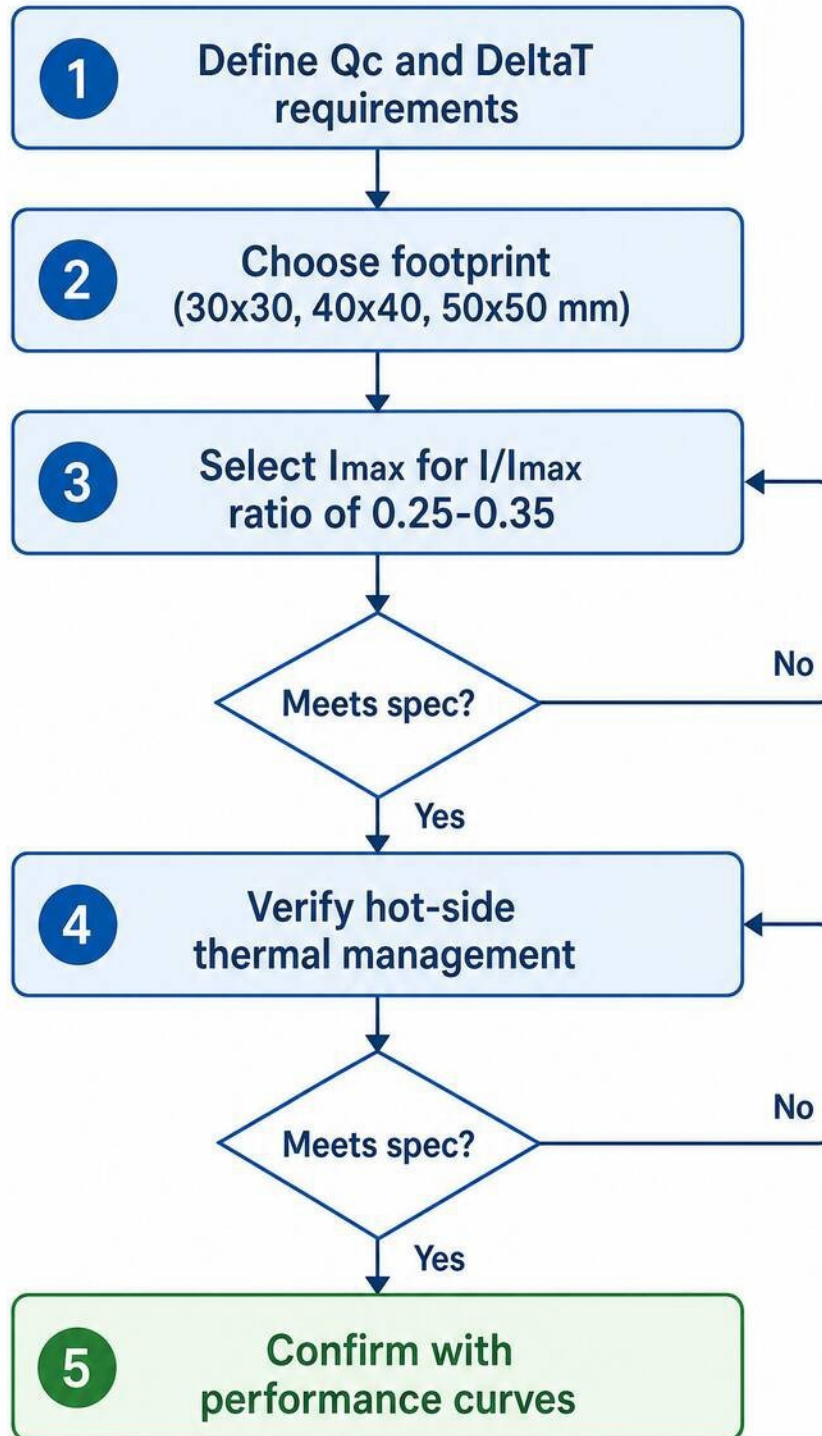 1
Define Qc and DeltaT
requirements
2
Choose footprint
(30x30, 40x40, 50x50 mm)
3
Select Imax for I/Imax
ratio of 0.25-0.35
Meets spec?
No
Yes
4
Verify hot-side
thermal management
Meets spec?
No
Yes
5
Confirm with
performance curves